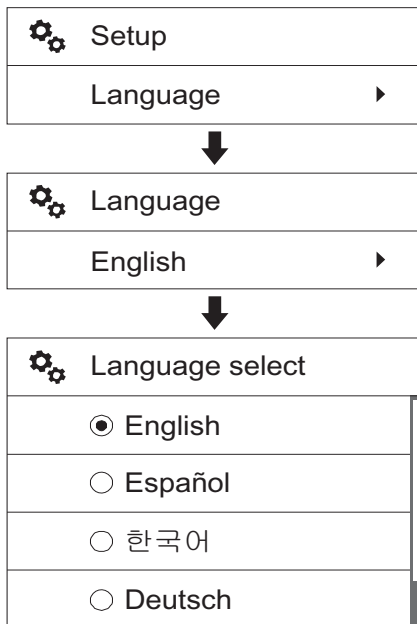 Setup
Language
Language
English
Language select
English
Español
한국어
Deutsch